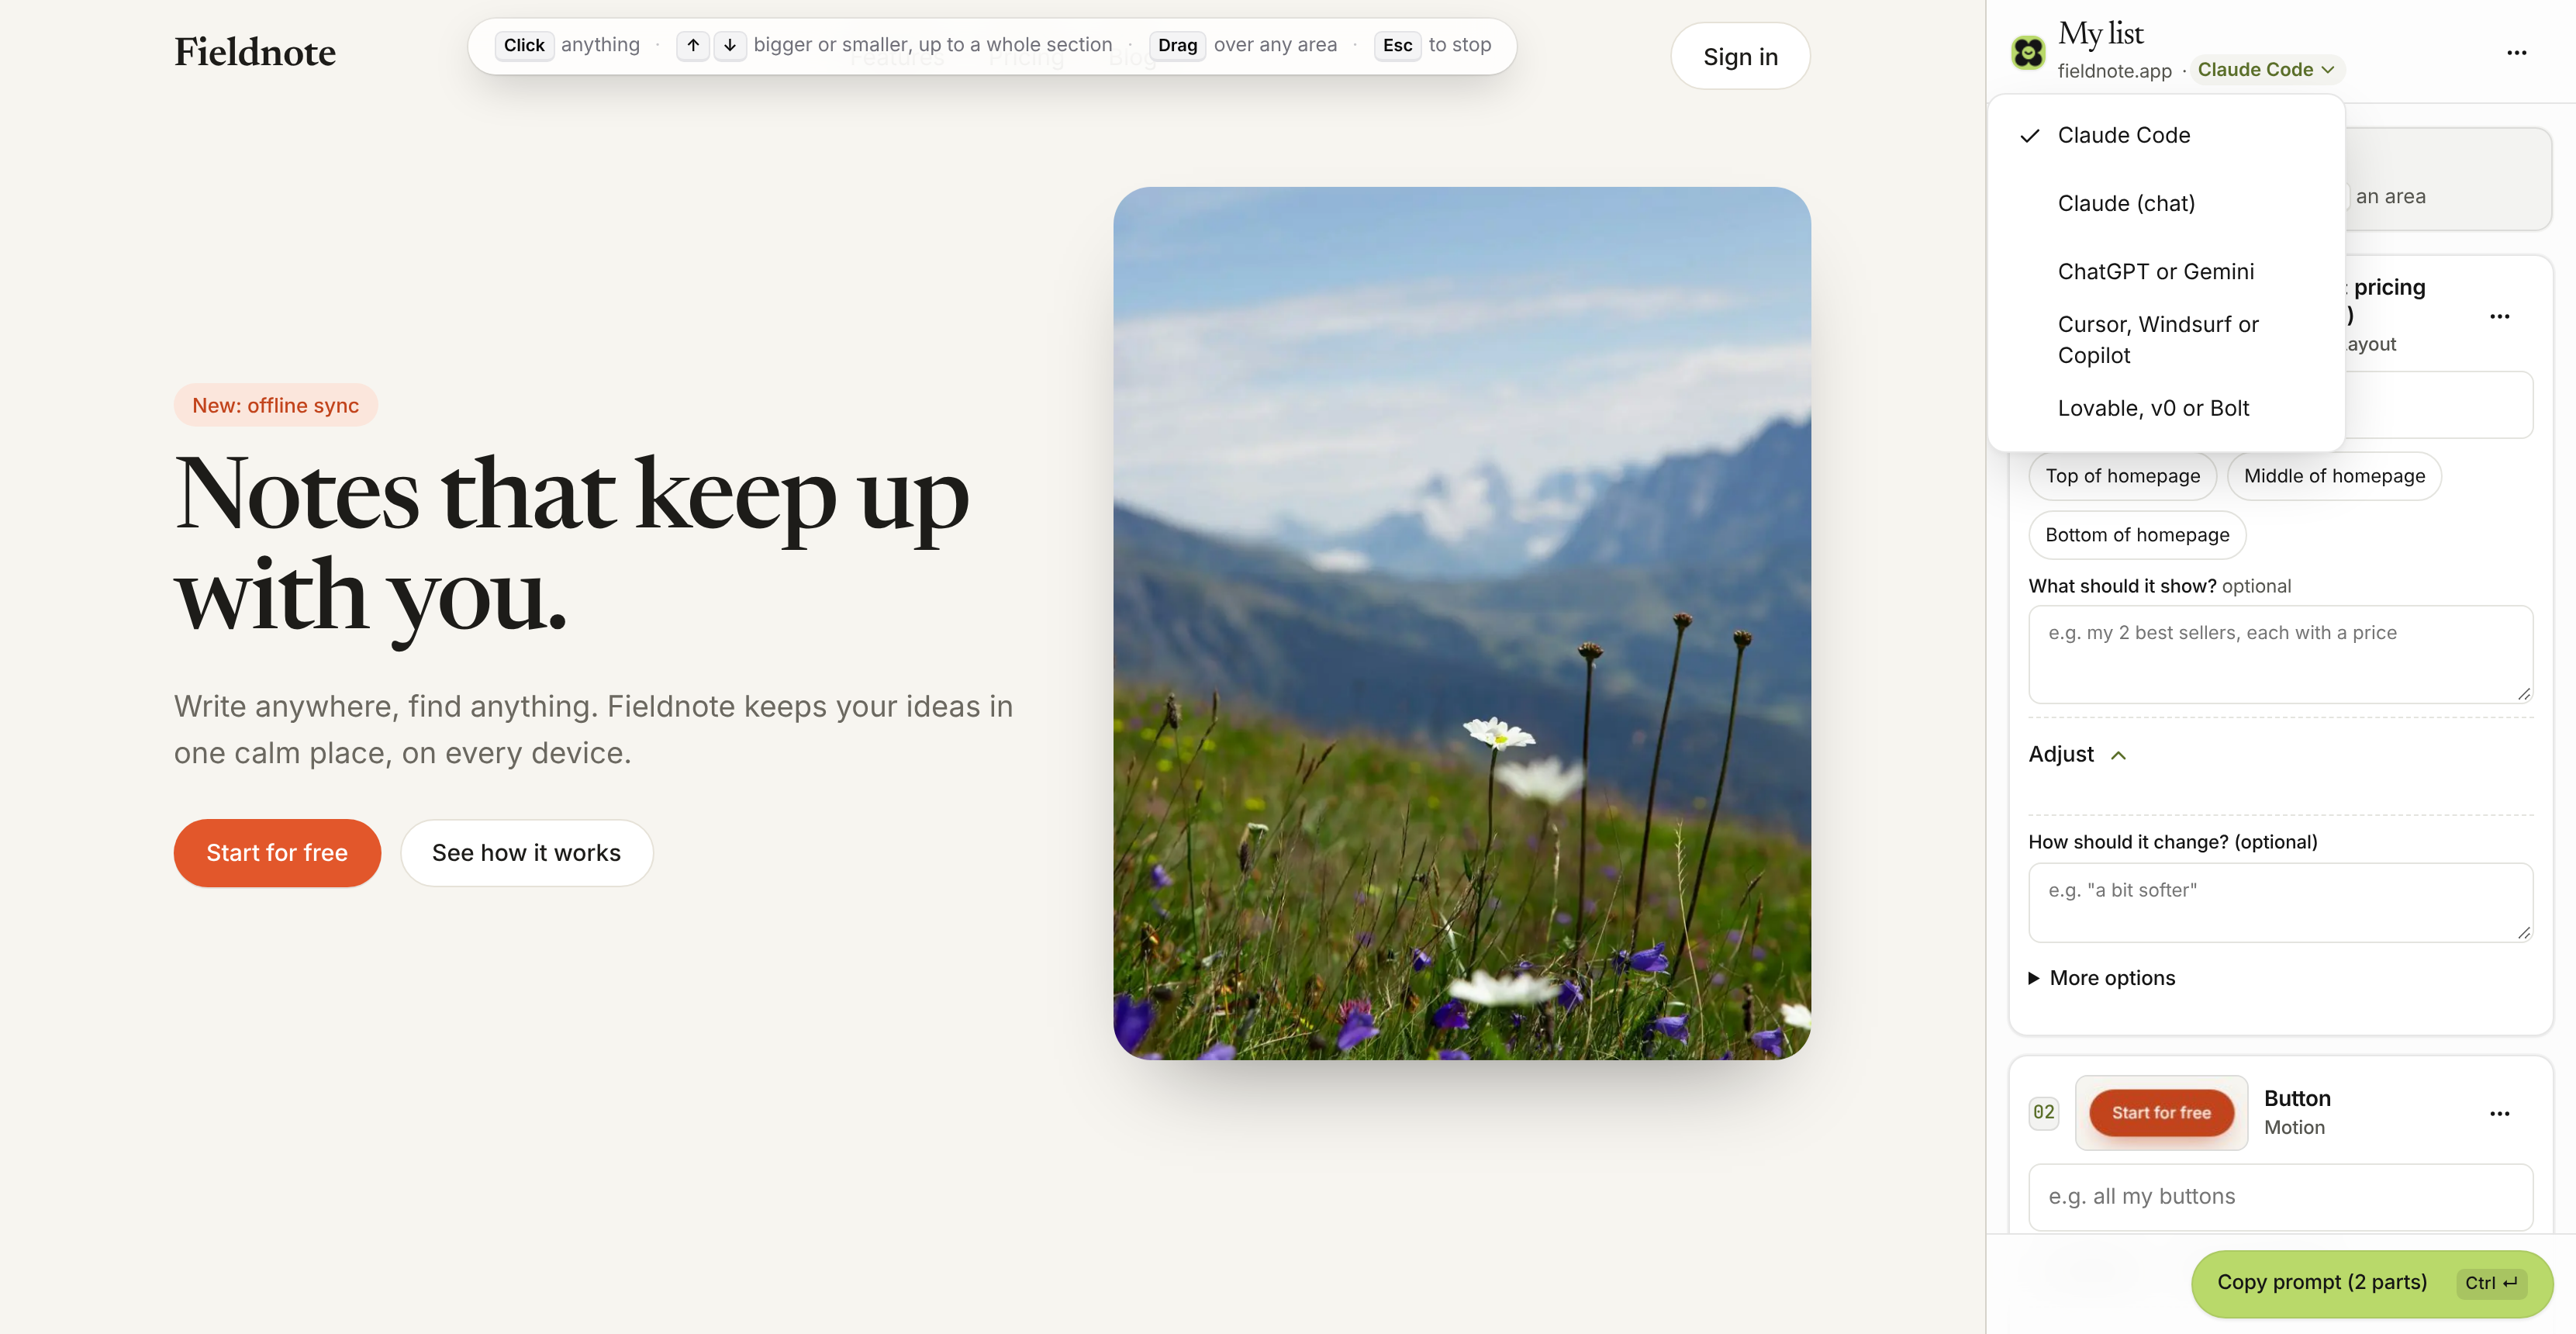 Fieldnote
Click anything · ↑ ↓ bigger or smaller, up to a whole section · Drag over any area · Esc to stop
Features Pricing Blog
Sign in
New: offline sync
Notes that keep up
with you.
Write anywhere, find anything. Fieldnote keeps your ideas in
one calm place, on every device.
Start for free
See how it works
My list
fieldnote.app · Claude Code
Claude Code
Claude (chat)
ChatGPT or Gemini
Cursor, Windsurf or
Copilot
Lovable, v0 or Bolt
an area
: pricing
)
Layout
Top of homepage
Middle of homepage
Bottom of homepage
What should it show? optional
e.g. my 2 best sellers, each with a price
Adjust
How should it change? (optional)
e.g. "a bit softer"
More options
02
Start for free
Button
Motion
e.g. all my buttons
Copy prompt (2 parts) Ctrl ↵